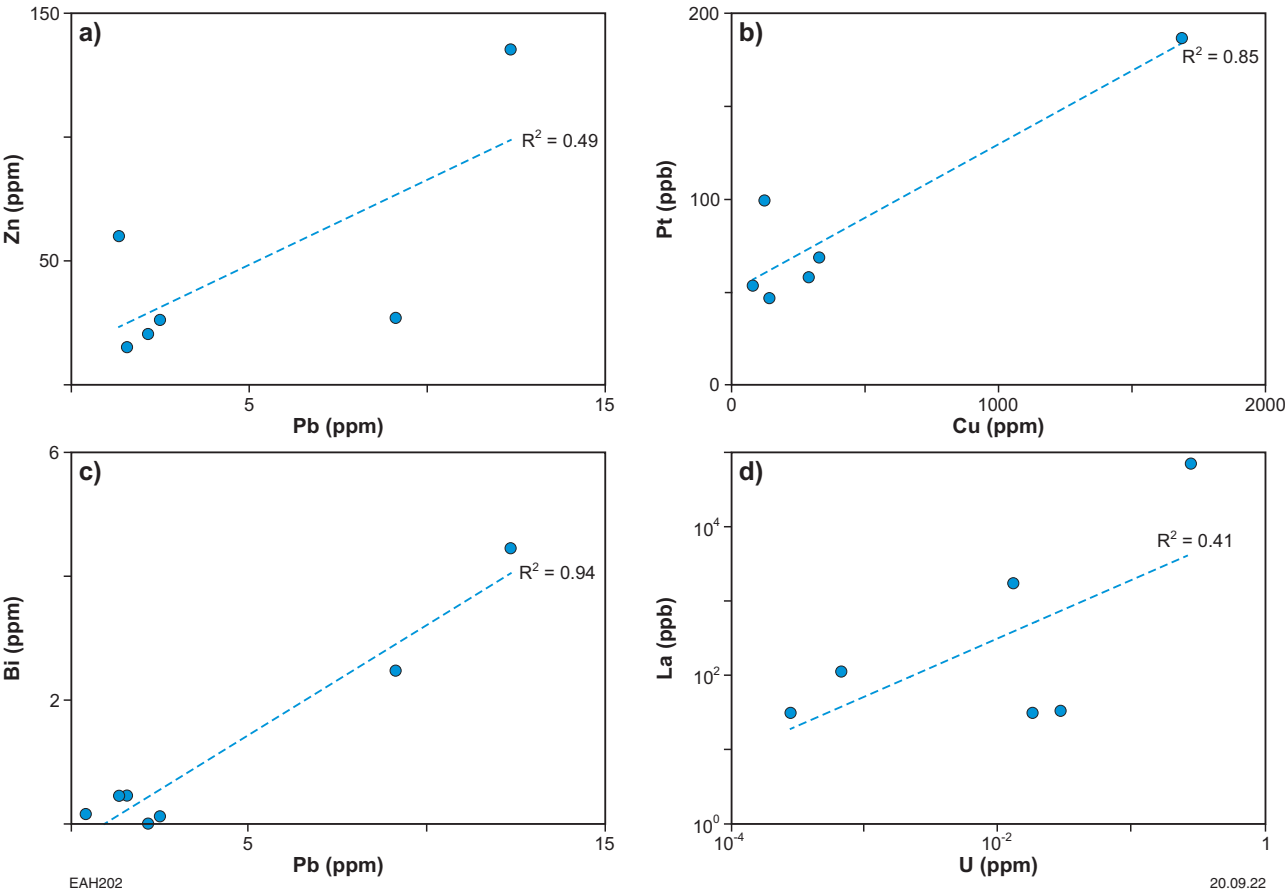 a)
150
50
Zn (ppm)
R² = 0.49
5
15
Pb (ppm)
b)
200
100
0
Pt (ppb)
R² = 0.85
0
1000
2000
Cu (ppm)
c)
6
2
Bi (ppm)
R² = 0.94
5
15
Pb (ppm)
d)
10⁴
10²
10⁰
La (ppb)
R² = 0.41
10⁻⁴
10⁻²
1
U (ppm)
EAH202
20.09.22